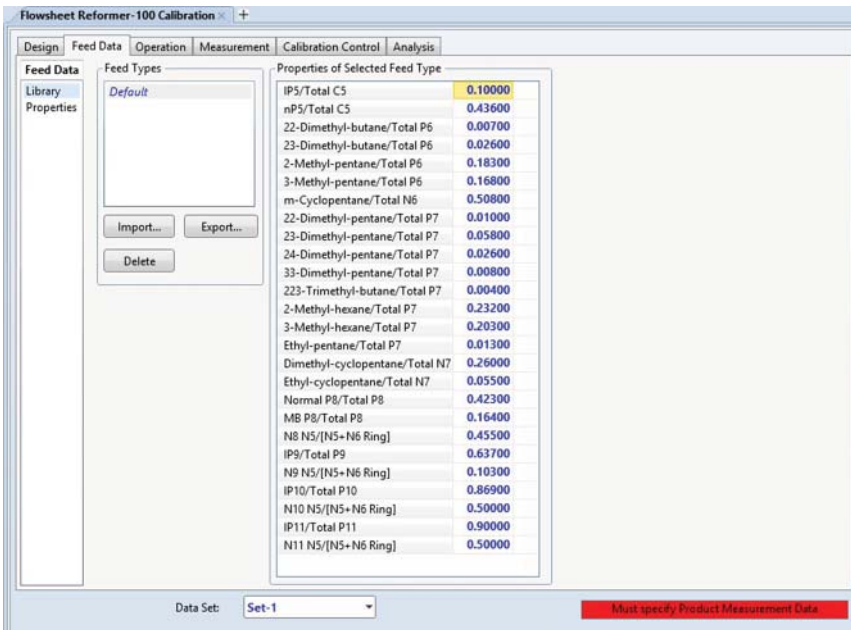 Flowsheet Reformer-100 Calibration × +
Design Feed Data Operation Measurement Calibration Control Analysis
Feed Data
Library
Properties
Feed Types
Default
Import... Export...
Delete
Properties of Selected Feed Type
IP5/Total C5 0.10000
nP5/Total C5 0.43600
22-Dimethyl-butane/Total P6 0.00700
23-Dimethyl-butane/Total P6 0.02600
2-Methyl-pentane/Total P6 0.18300
3-Methyl-pentane/Total P6 0.16800
m-Cyclopentane/Total N6 0.50800
22-Dimethyl-pentane/Total P7 0.01000
23-Dimethyl-pentane/Total P7 0.05800
24-Dimethyl-pentane/Total P7 0.02600
33-Dimethyl-pentane/Total P7 0.00800
223-Trimethyl-butane/Total P7 0.00400
2-Methyl-hexane/Total P7 0.23200
3-Methyl-hexane/Total P7 0.20300
Ethyl-pentane/Total P7 0.01300
Dimethyl-cyclopentane/Total N7 0.26000
Ethyl-cyclopentane/Total N7 0.05500
Normal P8/Total P8 0.42300
MB P8/Total P8 0.16400
N8 N5/[N5+N6 Ring] 0.45500
IP9/Total P9 0.63700
N9 N5/[N5+N6 Ring] 0.10300
IP10/Total P10 0.86900
N10 N5/[N5+N6 Ring] 0.50000
IP11/Total P11 0.90000
N11 N5/[N5+N6 Ring] 0.50000
Data Set: Set-1
Must specify Product Measurement Data